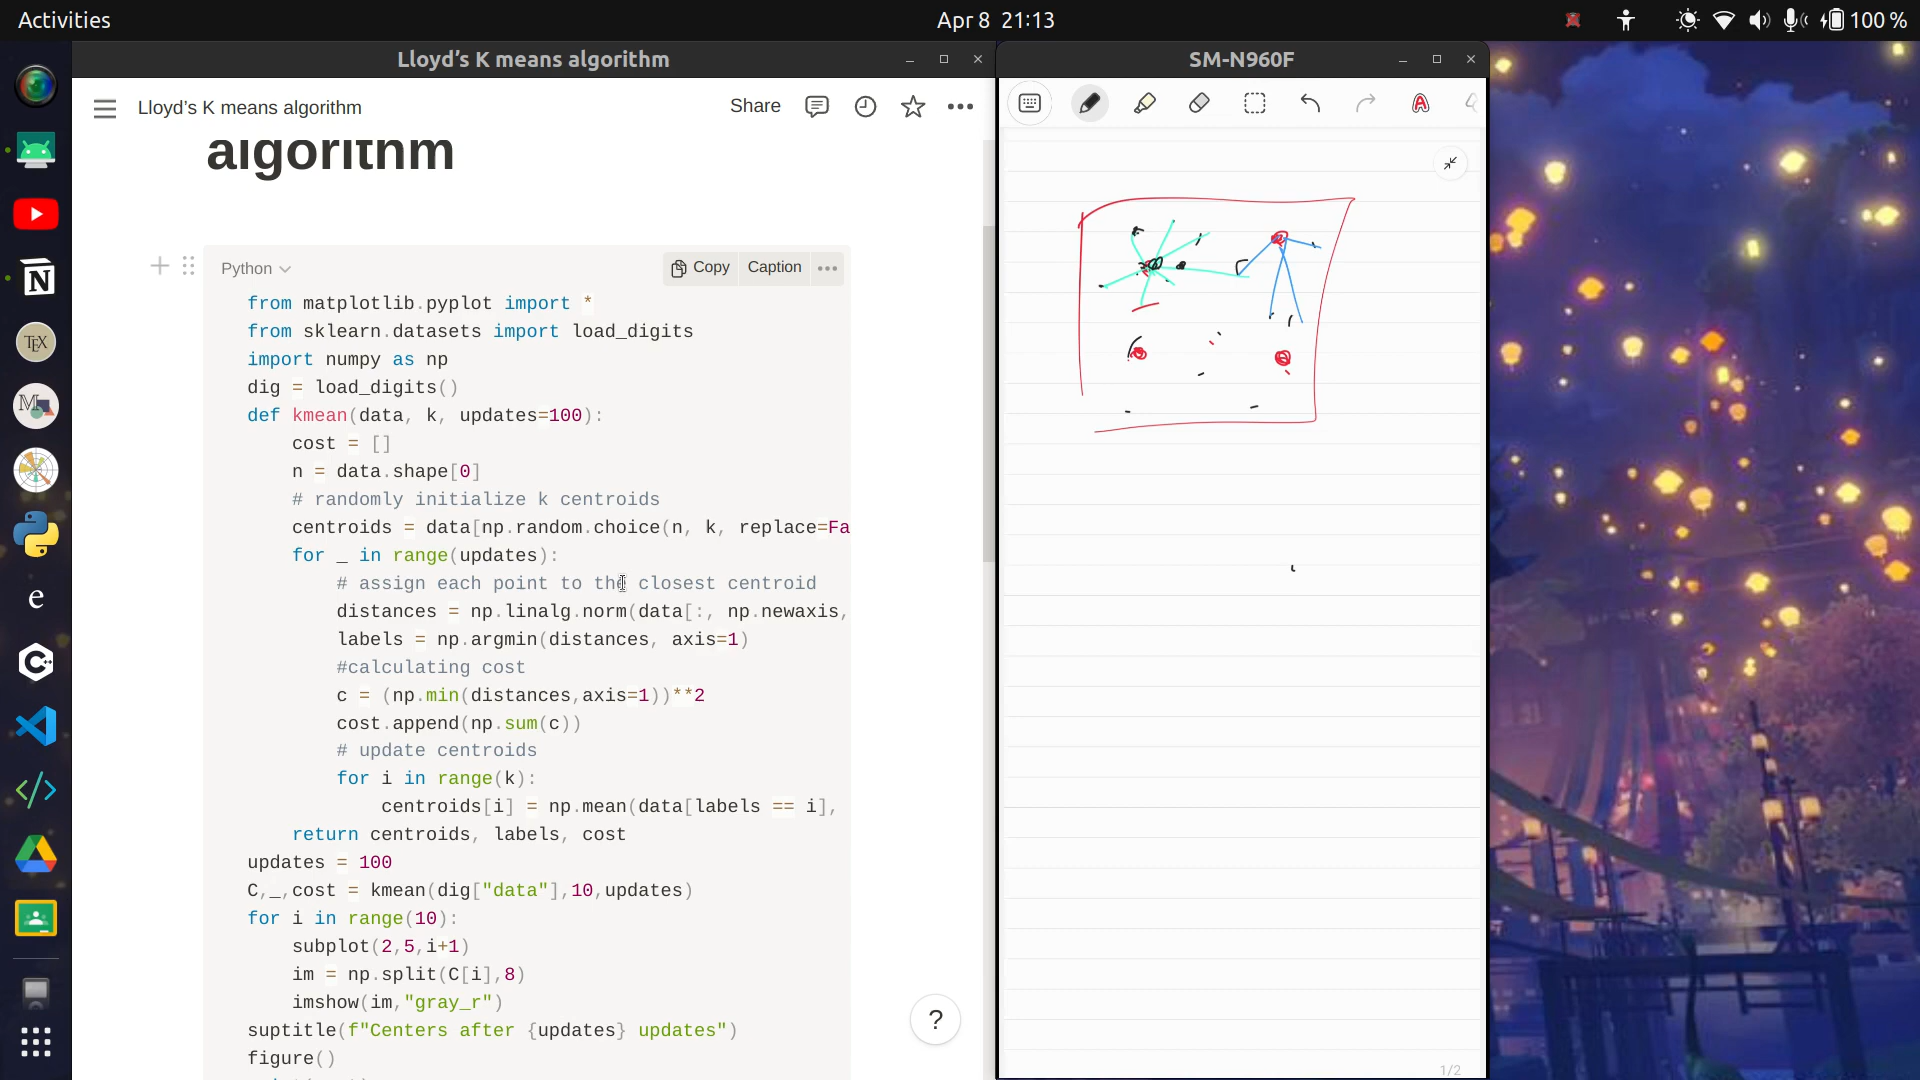 Activities
Apr 8 21:13
100 %
Lloyd’s K means algorithm
Lloyd’s K means algorithm
Share
algorithm
Python
Copy
Caption
from matplotlib.pyplot import *
from sklearn.datasets import load_digits
import numpy as np
dig = load_digits()
def kmean(data, k, updates=100):
cost = []
n = data.shape[0]
# randomly initialize k centroids
centroids = data[np.random.choice(n, k, replace=Fa
for _ in range(updates):
# assign each point to the closest centroid
distances = np.linalg.norm(data[:, np.newaxis,
labels = np.argmin(distances, axis=1)
#calculating cost
c = (np.min(distances,axis=1))**2
cost.append(np.sum(c))
# update centroids
for i in range(k):
centroids[i] = np.mean(data[labels == i],
return centroids, labels, cost
updates = 100
C,_,cost = kmean(dig["data"],10,updates)
for i in range(10):
subplot(2,5,i+1)
im = np.split(C[i],8)
imshow(im,"gray_r")
suptitle(f"Centers after {updates} updates")
figure()
?
TEX
M
e
SM-N960F
A
1/2